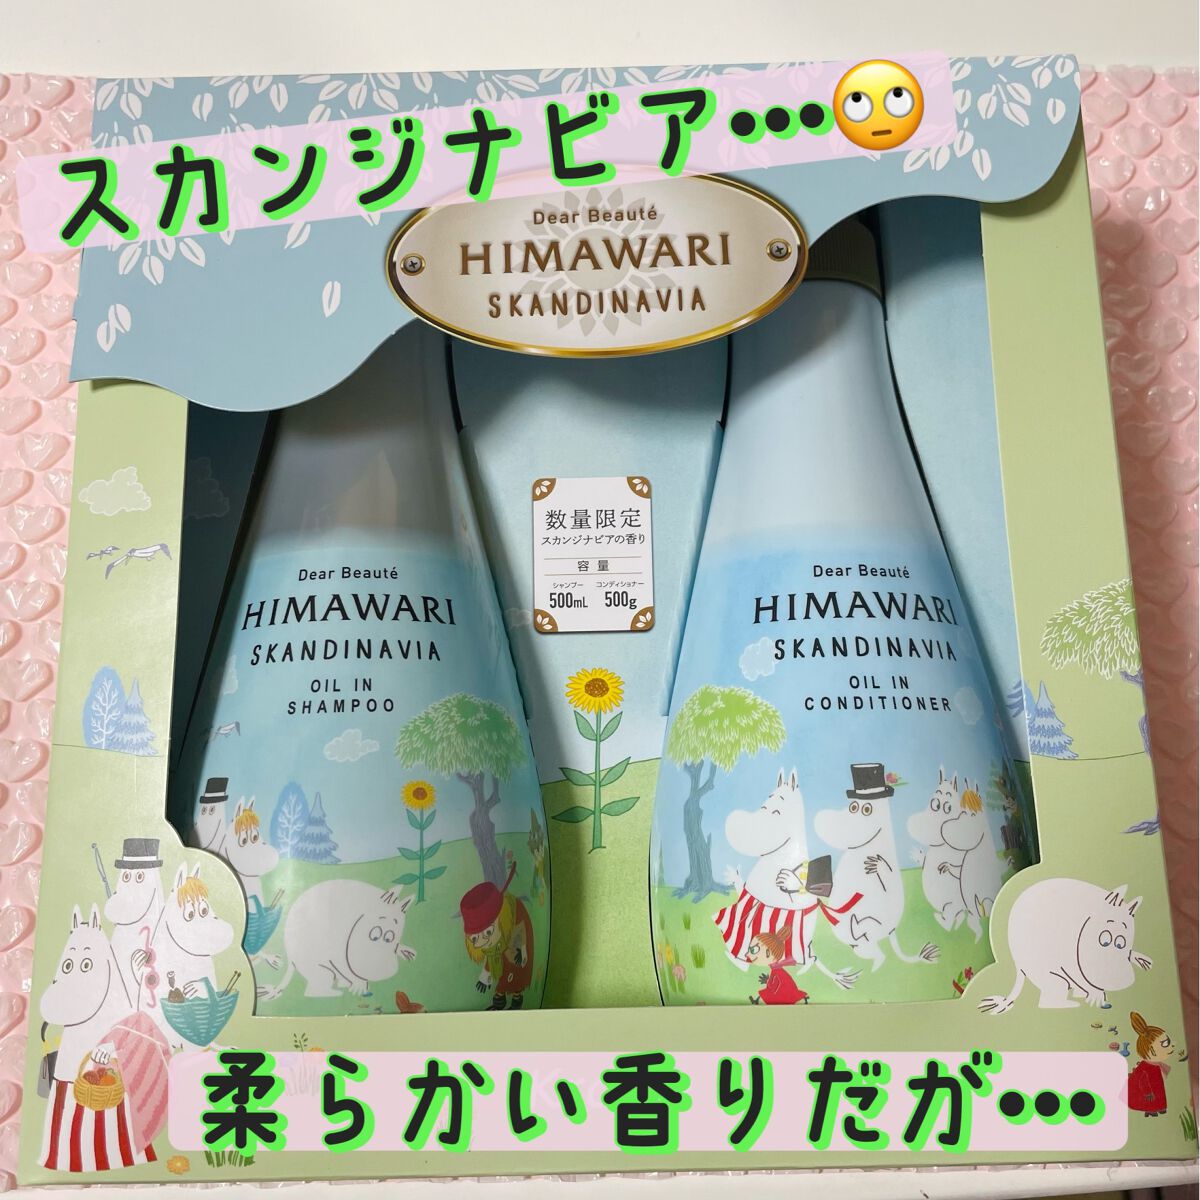 スカンジナビア…🙄
Dear Beauté
HIMAWARI
SKANDINAVIA
数量限定
スカンジナビアの香り
容量
シャンプー コンディショナー
500mL 500g
Dear Beauté
HIMAWARI
SKANDINAVIA
OIL IN
SHAMPOO
Dear Beauté
HIMAWARI
SKANDINAVIA
OIL IN
CONDITIONER
柔らかい香りだが…